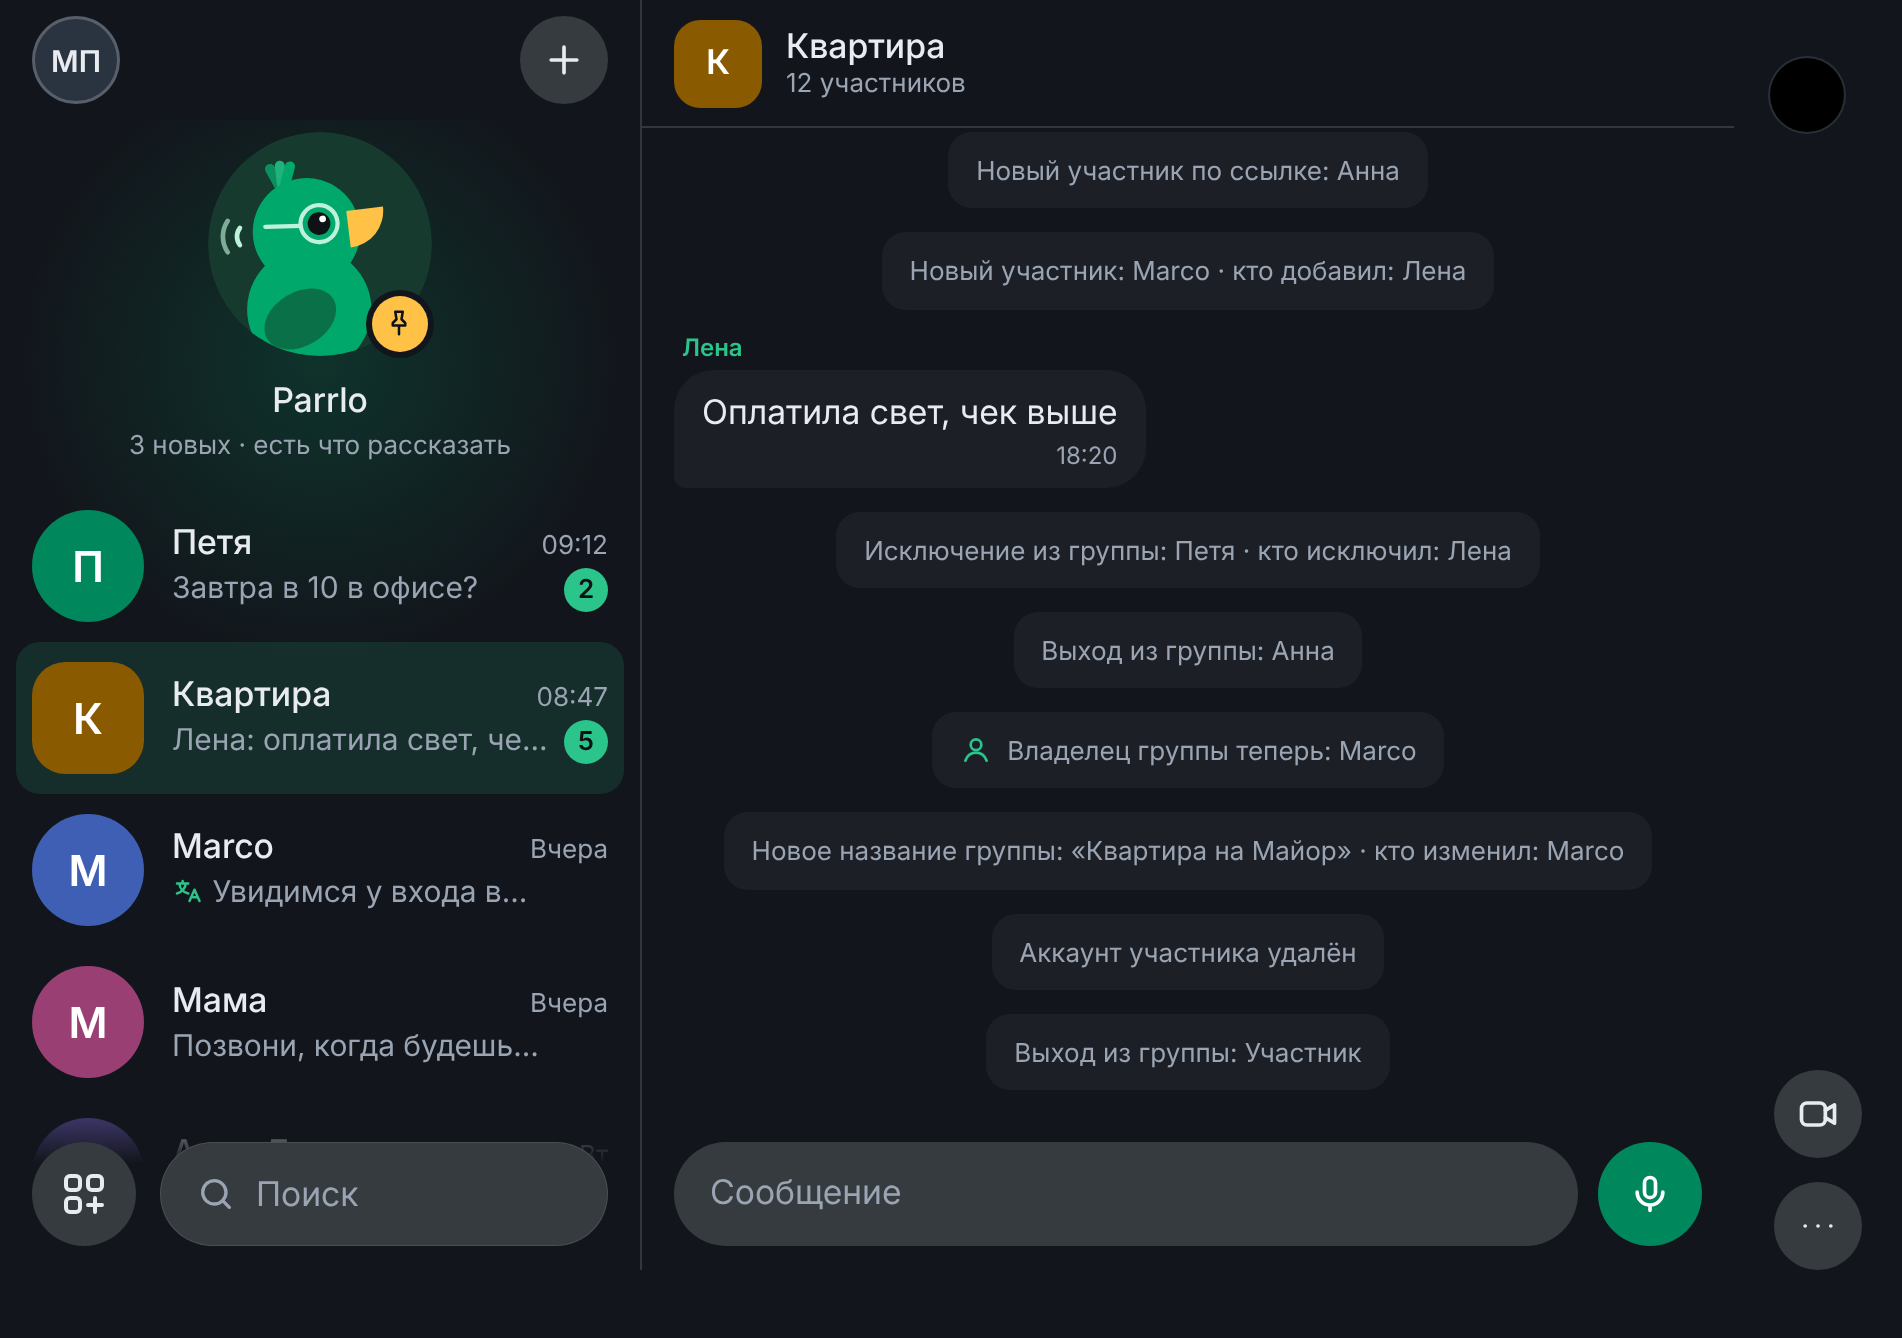 МП
Parrlo
3 новых · есть что рассказать
П
Петя
09:12
Завтра в 10 в офисе?
2
К
Квартира
08:47
Лена: оплатила свет, че...
5
M
Marco
Вчера
Увидимся у входа в...
М
Мама
Вчера
Позвони, когда будешь...
Поиск
К
Квартира
12 участников
Новый участник по ссылке: Анна
Новый участник: Marco · кто добавил: Лена
Лена
Оплатила свет, чек выше
18:20
Исключение из группы: Петя · кто исключил: Лена
Выход из группы: Анна
Владелец группы теперь: Marco
Новое название группы: «Квартира на Майор» · кто изменил: Marco
Аккаунт участника удалён
Выход из группы: Участник
Сообщение